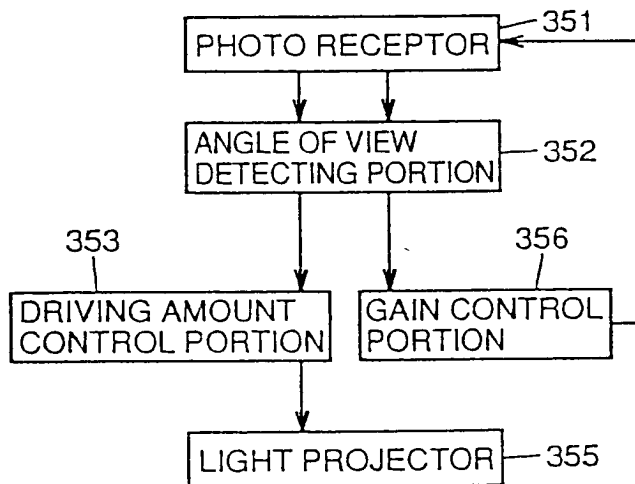 351
PHOTO RECEPTOR
ANGLE OF VIEW
DETECTING PORTION
352
353
356
DRIVING AMOUNT
CONTROL PORTION
GAIN CONTROL
PORTION
LIGHT PROJECTOR
355